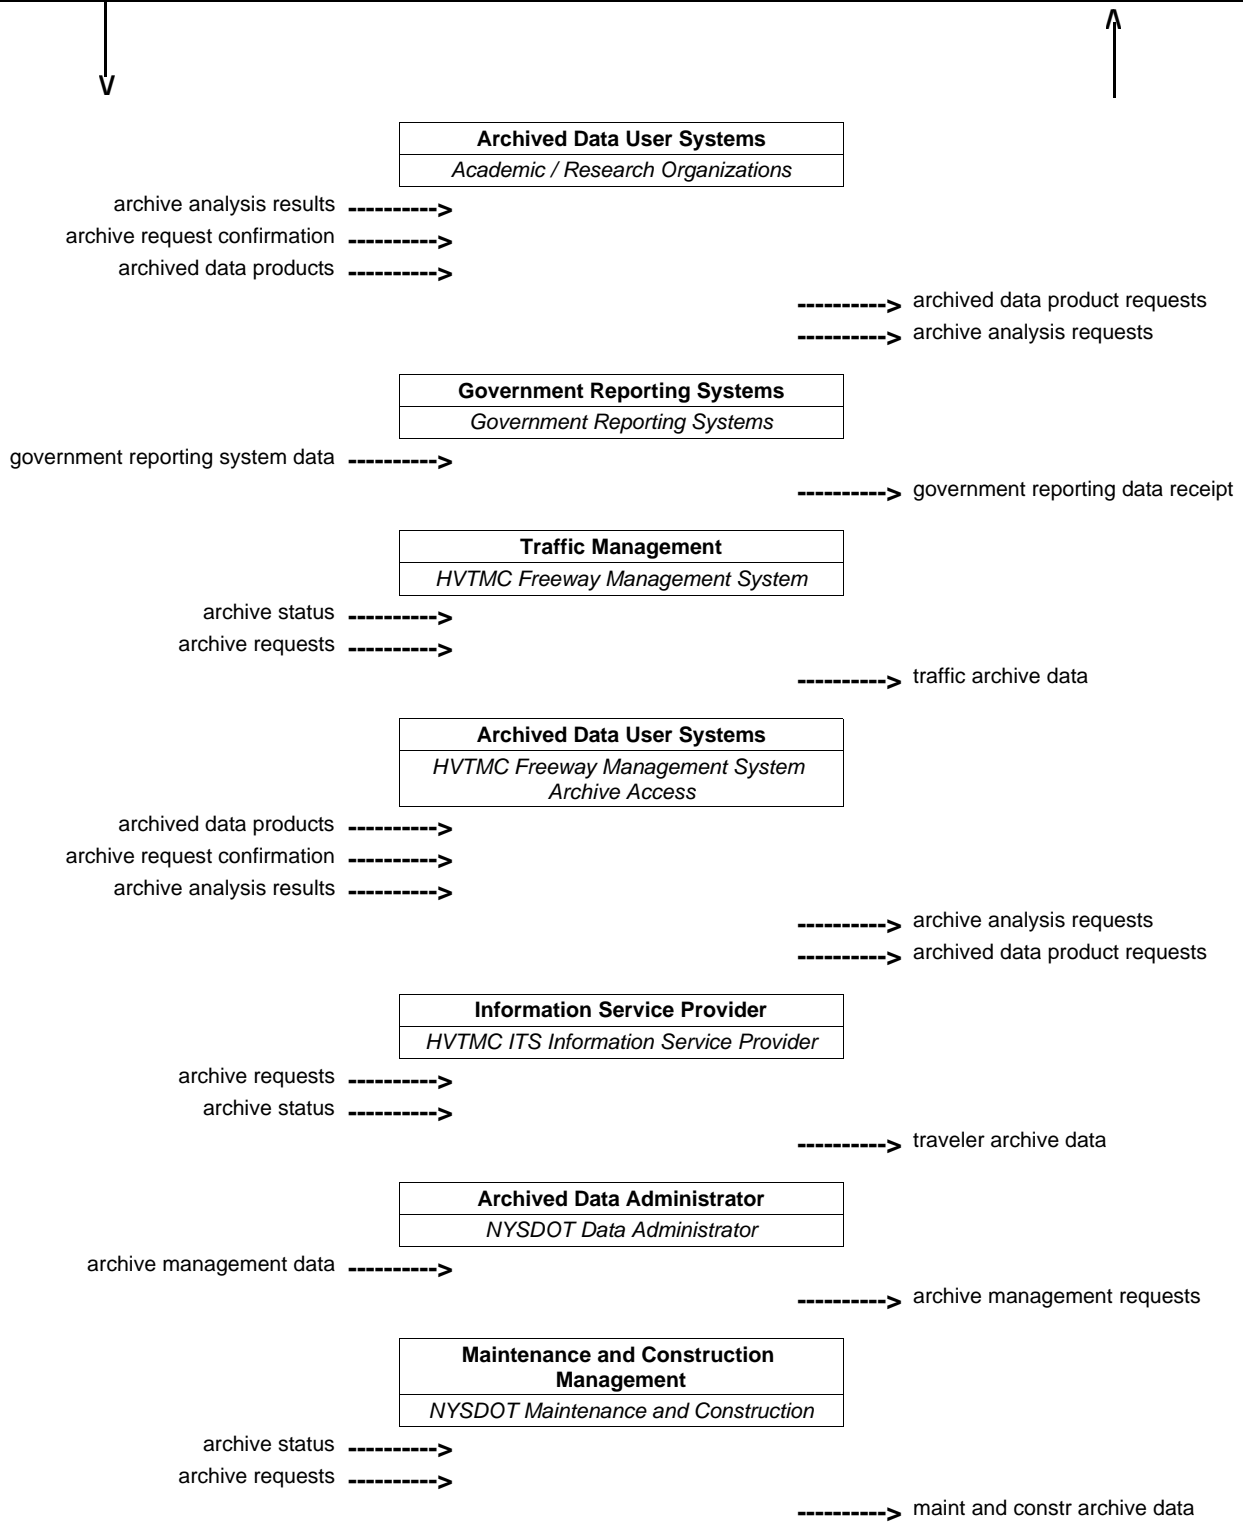 Archived Data User Systems
Academic / Research Organizations
archive analysis results ---------->
archive request confirmation ---------->
archived data products ---------->
----------> archived data product requests
----------> archive analysis requests
Government Reporting Systems
Government Reporting Systems
government reporting system data ---------->
----------> government reporting data receipt
Traffic Management
HVTMC Freeway Management System
archive status ---------->
archive requests ---------->
----------> traffic archive data
Archived Data User Systems
HVTMC Freeway Management System
Archive Access
archived data products ---------->
archive request confirmation ---------->
archive analysis results ---------->
----------> archive analysis requests
----------> archived data product requests
Information Service Provider
HVTMC ITS Information Service Provider
archive requests ---------->
archive status ---------->
----------> traveler archive data
Archived Data Administrator
NYSDOT Data Administrator
archive management data ---------->
----------> archive management requests
Maintenance and Construction
Management
NYSDOT Maintenance and Construction
archive status ---------->
archive requests ---------->
----------> maint and constr archive data